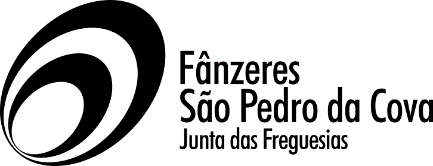 Fânzeres
São Pedro da Cova
Junta das Freguesias